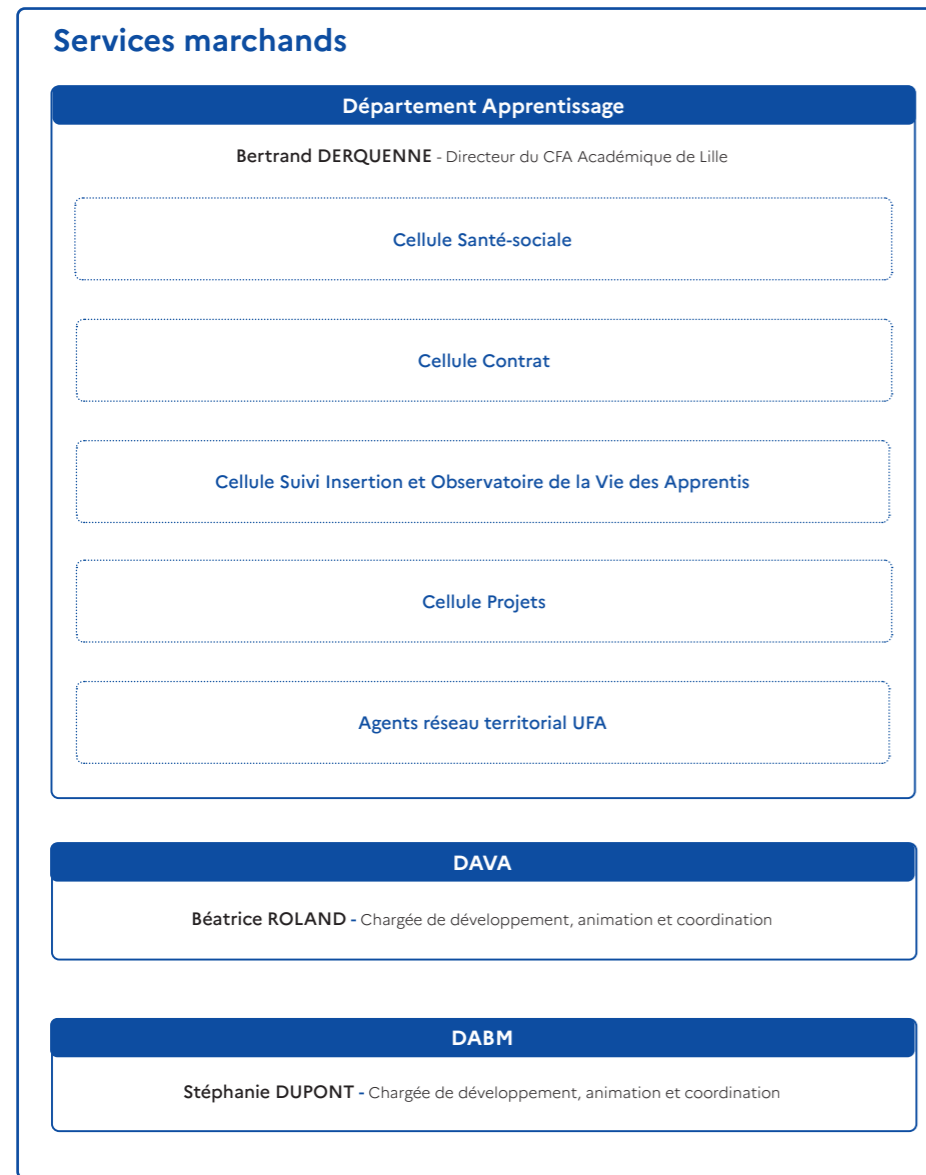 Services marchands
Département Apprentissage
Bertrand DERQUENNE - Directeur du CFA Académique de Lille
Cellule Santé-sociale
Cellule Contrat
Cellule Suivi Insertion et Observatoire de la Vie des Apprentis
Cellule Projets
Agents réseau territorial UFA
DAVA
Béatrice ROLAND - Chargée de développement, animation et coordination
DABM
Stéphanie DUPONT - Chargée de développement, animation et coordination